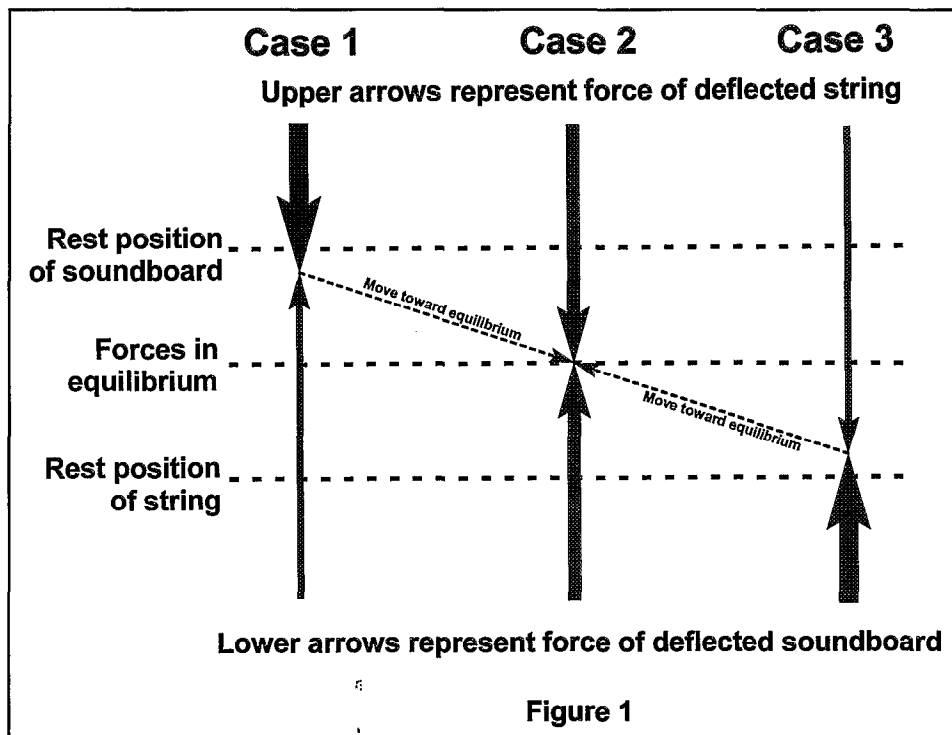 Case 1 Case 2 Case 3
Upper arrows represent force of deflected string
Rest position
of soundboard
Move toward equilibrium
Forces in
equilibrium
Move toward equilibrium
Rest position
of string
Lower arrows represent force of deflected soundboard
Figure 1